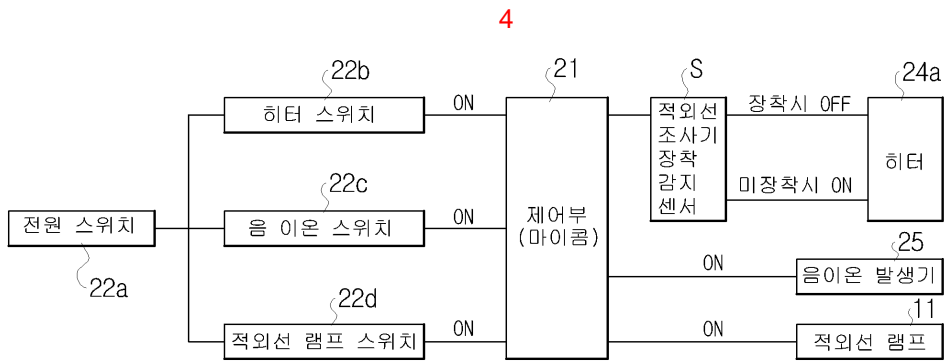 4
22b
히터 스위치
ON
22c
음 이온 스위치
ON
전원 스위치
22a
22d
적외선 램프 스위치
ON
21
제어부
(마이콤)
S
적외선
조사기
장착
감지
센서
장착시 OFF
미장착시 ON
24a
히터
ON
25
음이온 발생기
ON
11
적외선 램프